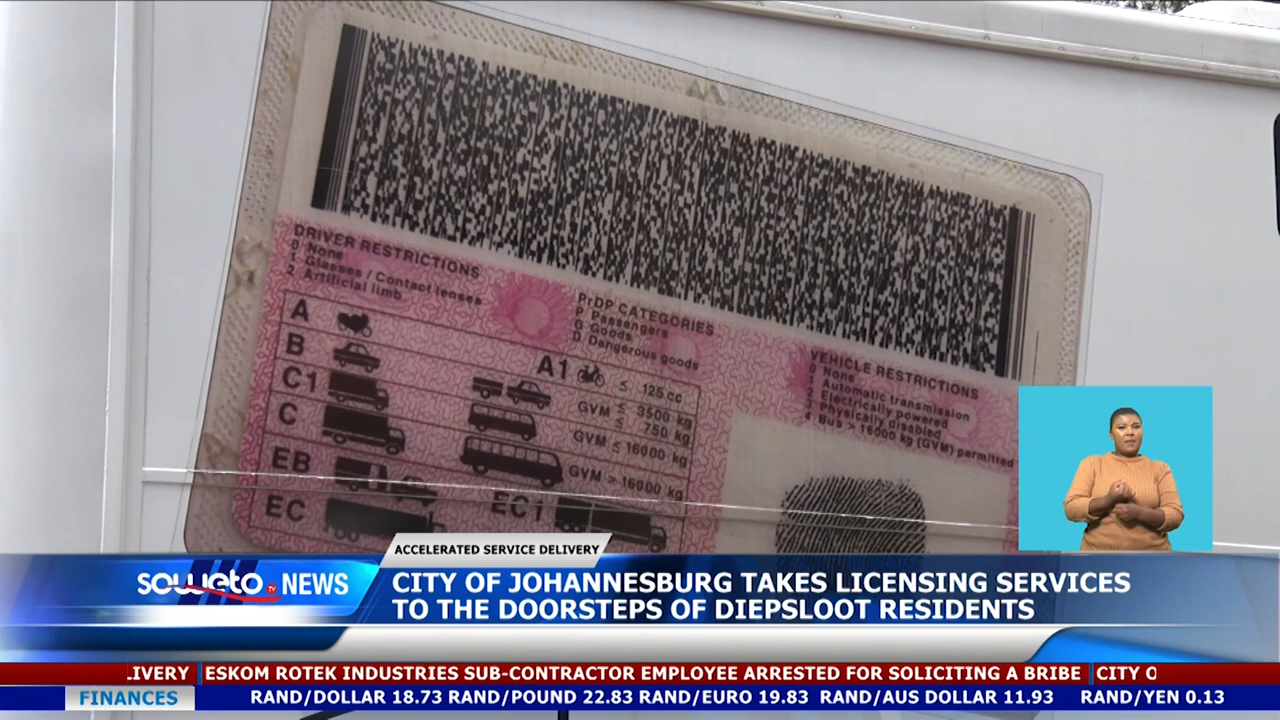 DRIVER RESTRICTIONS
0 None
1 Glasses / Contact lenses
2 Artificial limb
PrDP CATEGORIES
P Passengers
G Goods
D Dangerous goods
VEHICLE RESTRICTIONS
0 None
1 Automatic transmission
2 Electrically powered
3 Physically disabled
4 Bus > 16000 kg (GVM) permitted
A
A1
≤ 125 cc
B
GVM ≤ 3500 kg
≤ 750 kg
C1
GVM ≤ 16000 kg
C
GVM > 16000 kg
EB
EC
EC1
ACCELERATED SERVICE DELIVERY
SOWETO TV NEWS
CITY OF JOHANNESBURG TAKES LICENSING SERVICES
TO THE DOORSTEPS OF DIEPSLOOT RESIDENTS
IVERY ESKOM ROTEK INDUSTRIES SUB-CONTRACTOR EMPLOYEE ARRESTED FOR SOLICITING A BRIBE CITY O
FINANCES RAND/DOLLAR 18.73 RAND/POUND 22.83 RAND/EURO 19.83 RAND/AUS DOLLAR 11.93 RAND/YEN 0.13